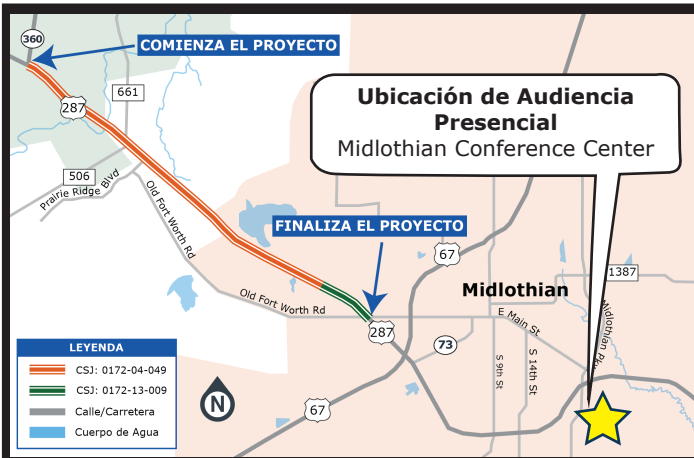 360
COMIENZA EL PROYECTO
661
287
Ubicación de Audiencia
Presencial
Midlothian Conference Center
506
Prairie Ridge Blvd
Old Fort Worth Rd
FINALIZA EL PROYECTO
67
1387
Midlothian
Old Fort Worth Rd
E Main St
Midlothian Pkwy
287
73
S 9th St
S 14th St
67
LEYENDA
CSJ: 0172-04-049
CSJ: 0172-13-009
Calle/Carretera
Cuerpo de Agua
N